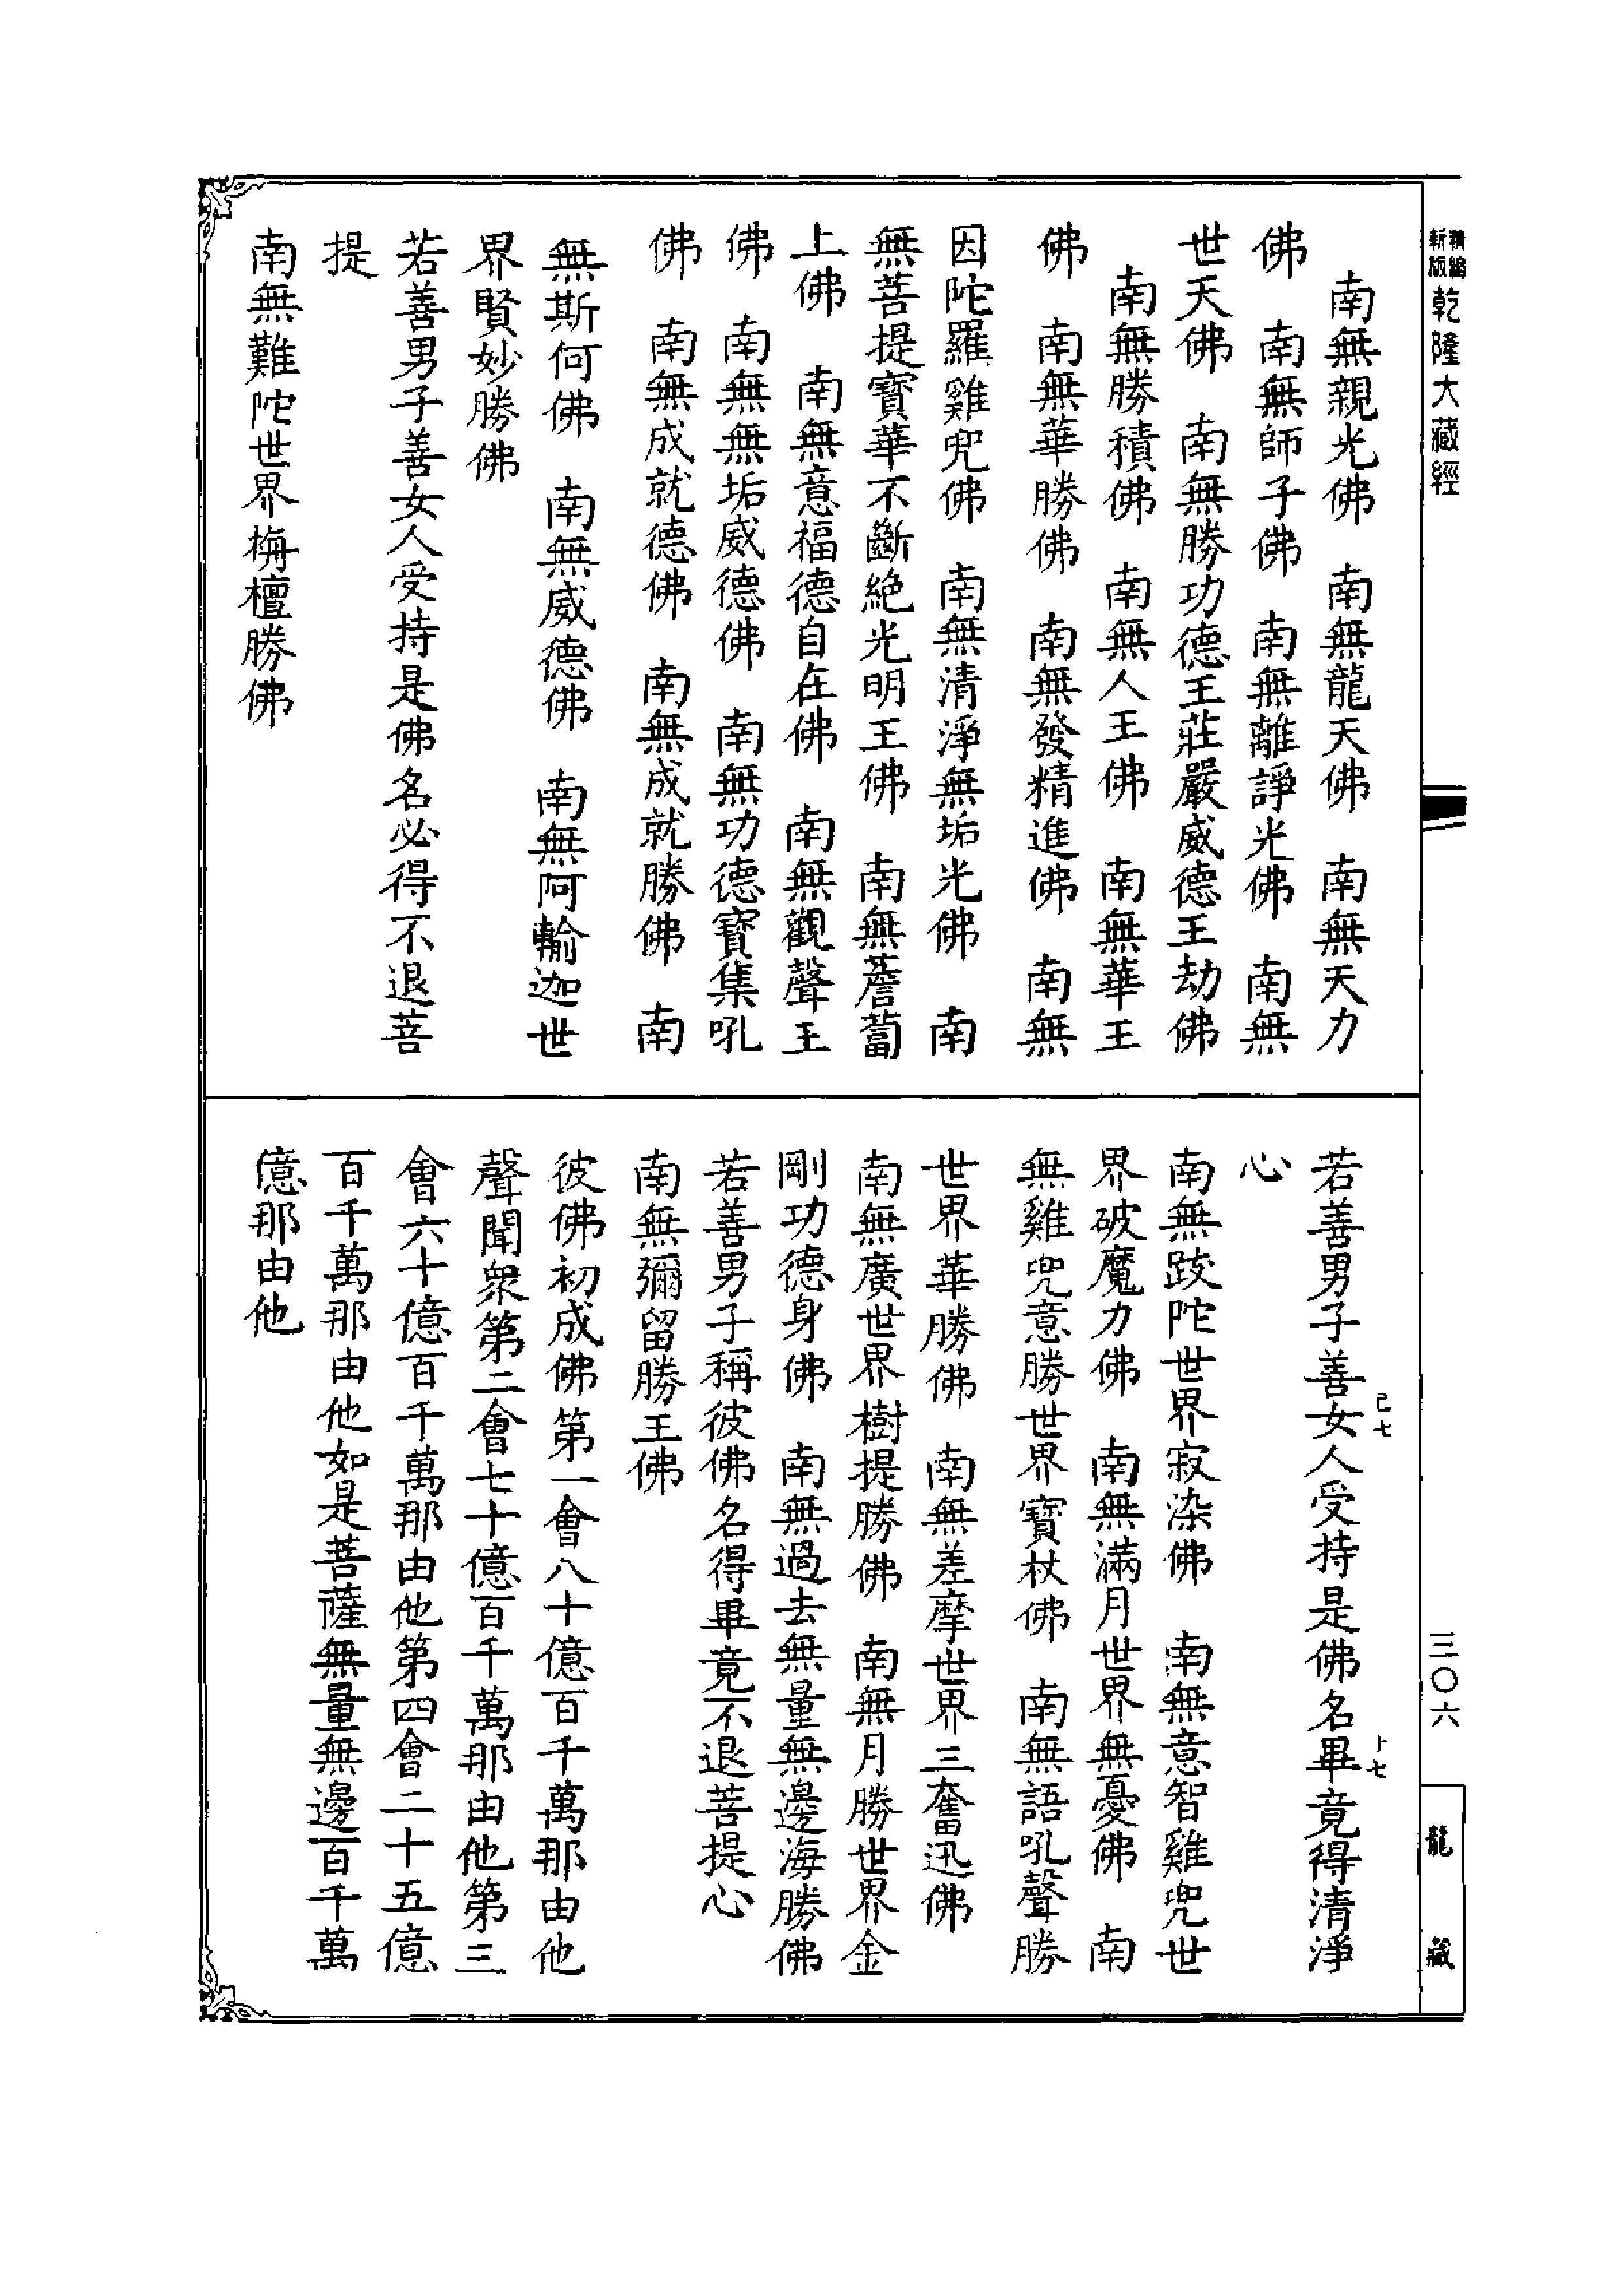 精編
新版
乾隆大藏經
三〇六
龍藏
南無親光佛　南無龍天佛　南無天力
佛　南無師子佛　南無離諍光佛　南無
世天佛　南無勝功德王莊嚴威德王劫佛
南無勝積佛　南無人王佛　南無華王
佛　南無華勝佛　南無發精進佛　南無
因陀羅雞兜佛　南無清淨無垢光佛　南
無菩提寶華不斷絶光明王佛　南無薝蔔
上佛　南無意福德自在佛　南無觀聲王
佛　南無無垢威德佛　南無功德寶集吼
佛　南無成就德佛　南無成就勝佛　南
無斯何佛　南無威德佛　南無阿輸迦世
界賢妙勝佛
若善男子善女人受持是佛名必得不退菩
提
南無難陀世界栴檀勝佛
若善男子善女人受持是佛名畢竟得清淨
心
南無跋陀世界寂染佛　南無意智雞兜世
界破魔力佛　南無滿月世界無憂佛　南
無雞兜意勝世界寶杖佛　南無語吼聲勝
世界華勝佛　南無差摩世界三奮迅佛
南無廣世界樹提勝佛　南無月勝世界金
剛功德身佛　南無過去無量無邊海勝佛
若善男子稱彼佛名得畢竟不退菩提心
南無彌留勝王佛
彼佛初成佛第一會八十億百千萬那由他
聲聞衆第二會七十億百千萬那由他第三
會六十億百千萬那由他第四會二十五億
百千萬那由他如是菩薩無量無邊百千萬
億那由他